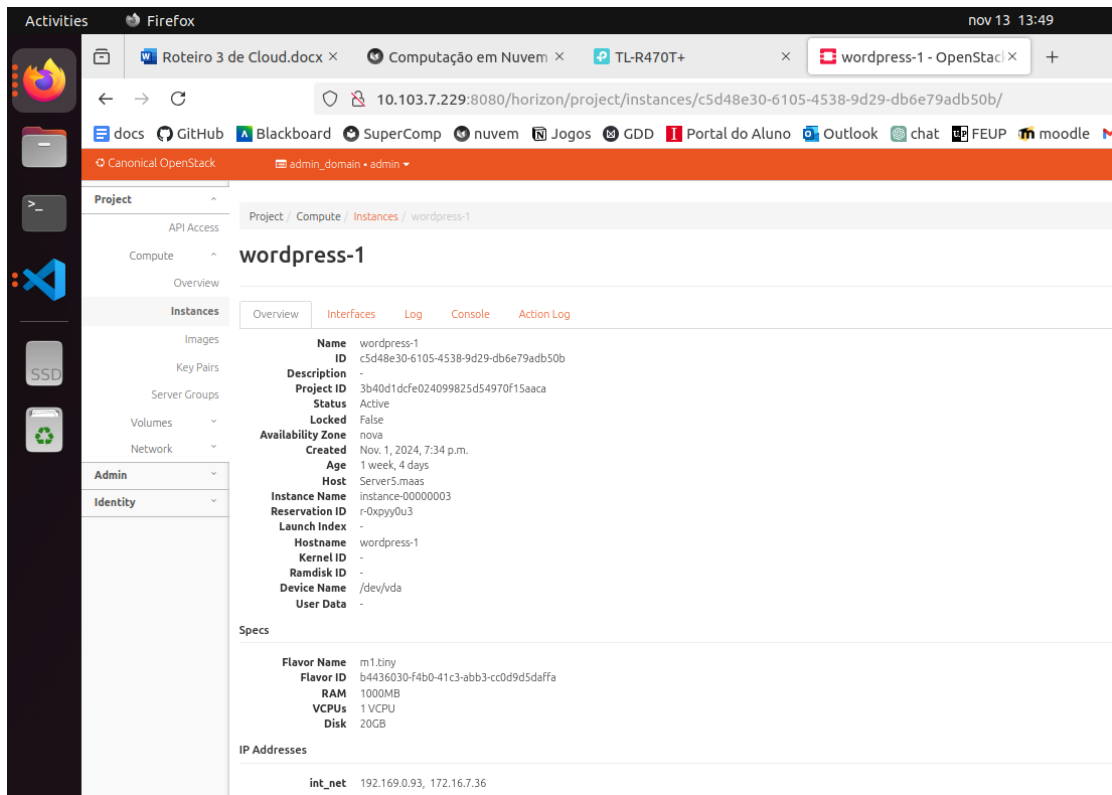 Activities Firefox nov 13 13:49
Roteiro 3 de Cloud.docx × Computação em Nuvem × TL-R470T+ × wordpress-1 - OpenStac × +
10.103.7.229:8080/horizon/project/instances/c5d48e30-6105-4538-9d29-db6e79adb50b/
docs GitHub Blackboard SuperComp nuvem Jogos GDD Portal do Aluno Outlook chat FEUP moodle
Canonical OpenStack admin_domain • admin
Project
API Access
Compute
Overview
Instances
Images
Key Pairs
Server Groups
Volumes
Network
Admin
Identity
SSD
Project / Compute / Instances / wordpress-1
wordpress-1
Overview Interfaces Log Console Action Log
Name wordpress-1
ID c5d48e30-6105-4538-9d29-db6e79adb50b
Description -
Project ID 3b40d1dcfe024099825d54970f15aaca
Status Active
Locked False
Availability Zone nova
Created Nov. 1, 2024, 7:34 p.m.
Age 1 week, 4 days
Host Server5.maas
Instance Name instance-00000003
Reservation ID r-0xpyy0u3
Launch Index -
Hostname wordpress-1
Kernel ID -
Ramdisk ID -
Device Name /dev/vda
User Data -
Specs
Flavor Name m1.tiny
Flavor ID b4436030-f4b0-41c3-abb3-cc0d9d5daffa
RAM 1000MB
VCPUs 1 VCPU
Disk 20GB
IP Addresses
int_net 192.169.0.93, 172.16.7.36